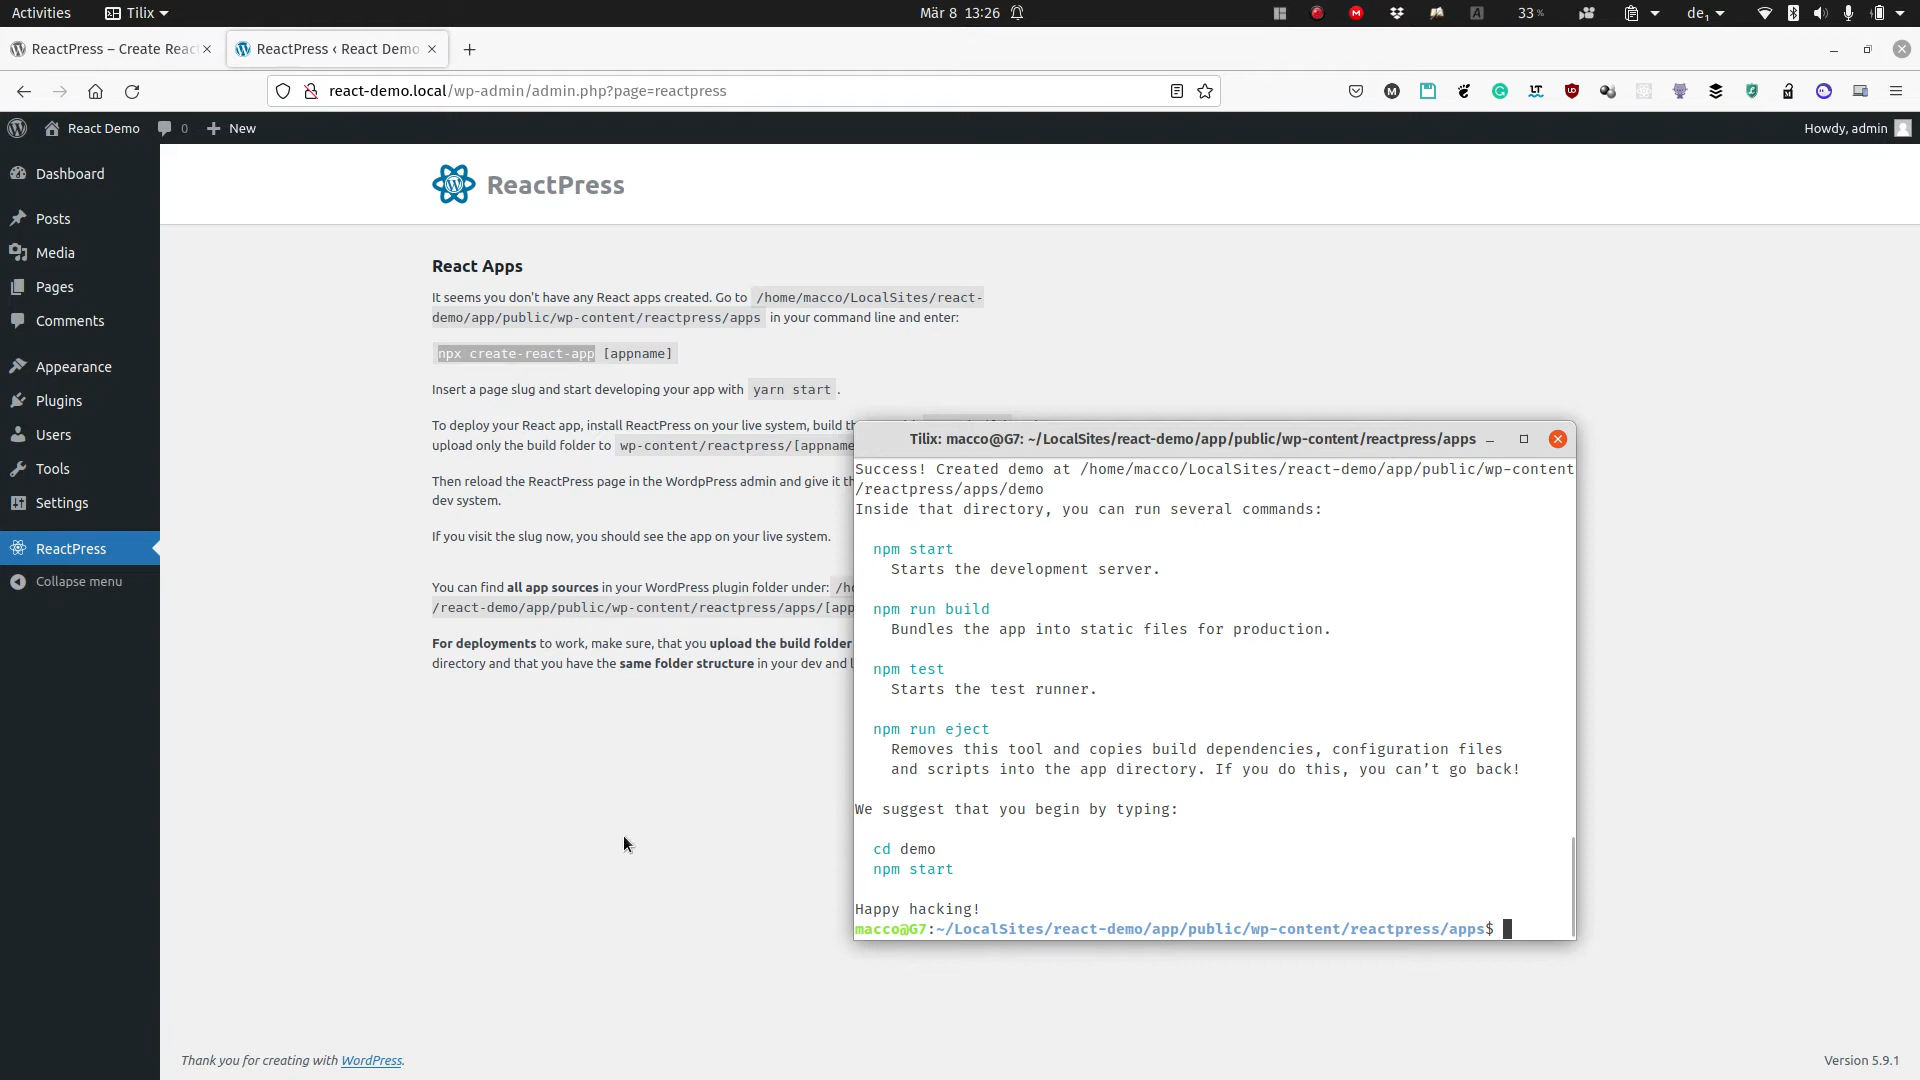 Activities
Tilix
Mär 8 13:26
33 %
de1
ReactPress – Create Reac
ReactPress ‹ React Demo
react-demo.local/wp-admin/admin.php?page=reactpress
React Demo
0
New
Howdy, admin
Dashboard
Posts
Media
Pages
Comments
Appearance
Plugins
Users
Tools
Settings
ReactPress
Collapse menu
ReactPress
React Apps
It seems you don't have any React apps created. Go to /home/macco/LocalSites/react-
demo/app/public/wp-content/reactpress/apps in your command line and enter:
npx create-react-app [appname]
Insert a page slug and start developing your app with yarn start .
To deploy your React app, install ReactPress on your live system, build th
upload only the build folder to wp-content/reactpress/[appname
Then reload the ReactPress page in the WordpPress admin and give it th
dev system.
If you visit the slug now, you should see the app on your live system.
You can find all app sources in your WordPress plugin folder under: /h
/react-demo/app/public/wp-content/reactpress/apps/[app
For deployments to work, make sure, that you upload the build folder
directory and that you have the same folder structure in your dev and l
Tilix: macco@G7: ~/LocalSites/react-demo/app/public/wp-content/reactpress/apps
Success! Created demo at /home/macco/LocalSites/react-demo/app/public/wp-content
/reactpress/apps/demo
Inside that directory, you can run several commands:
npm start
Starts the development server.
npm run build
Bundles the app into static files for production.
npm test
Starts the test runner.
npm run eject
Removes this tool and copies build dependencies, configuration files
and scripts into the app directory. If you do this, you can’t go back!
We suggest that you begin by typing:
cd demo
npm start
Happy hacking!
macco@G7:~/LocalSites/react-demo/app/public/wp-content/reactpress/apps$
Thank you for creating with WordPress.
Version 5.9.1